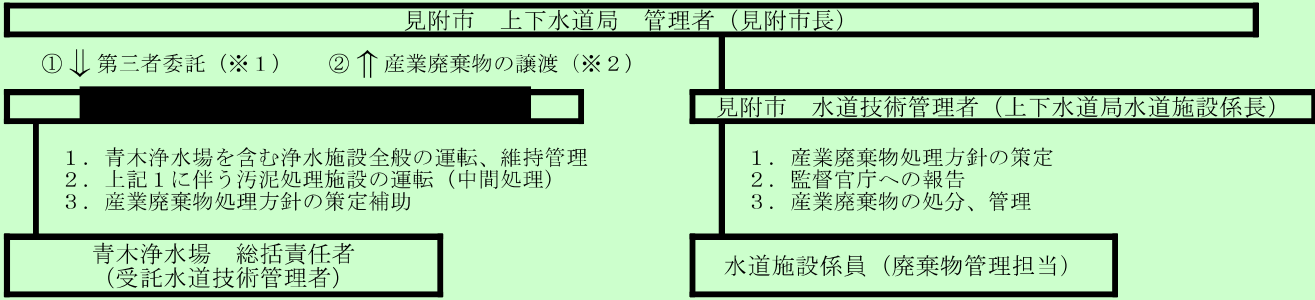 見附市　上下水道局　管理者（見附市長）
①⇓第三者委託（※１）　②⇑産業廃棄物の譲渡（※２）
見附市　水道技術管理者（上下水道局水道施設係長）
１．青木浄水場を含む浄水施設全般の運転、維持管理
２．上記１に伴う汚泥処理施設の運転（中間処理）
３．産業廃棄物処理方針の策定補助
１．産業廃棄物処理方針の策定
２．監督官庁への報告
３．産業廃棄物の処分、管理
青木浄水場　総括責任者
（受託水道技術管理者）
水道施設係員（廃棄物管理担当）